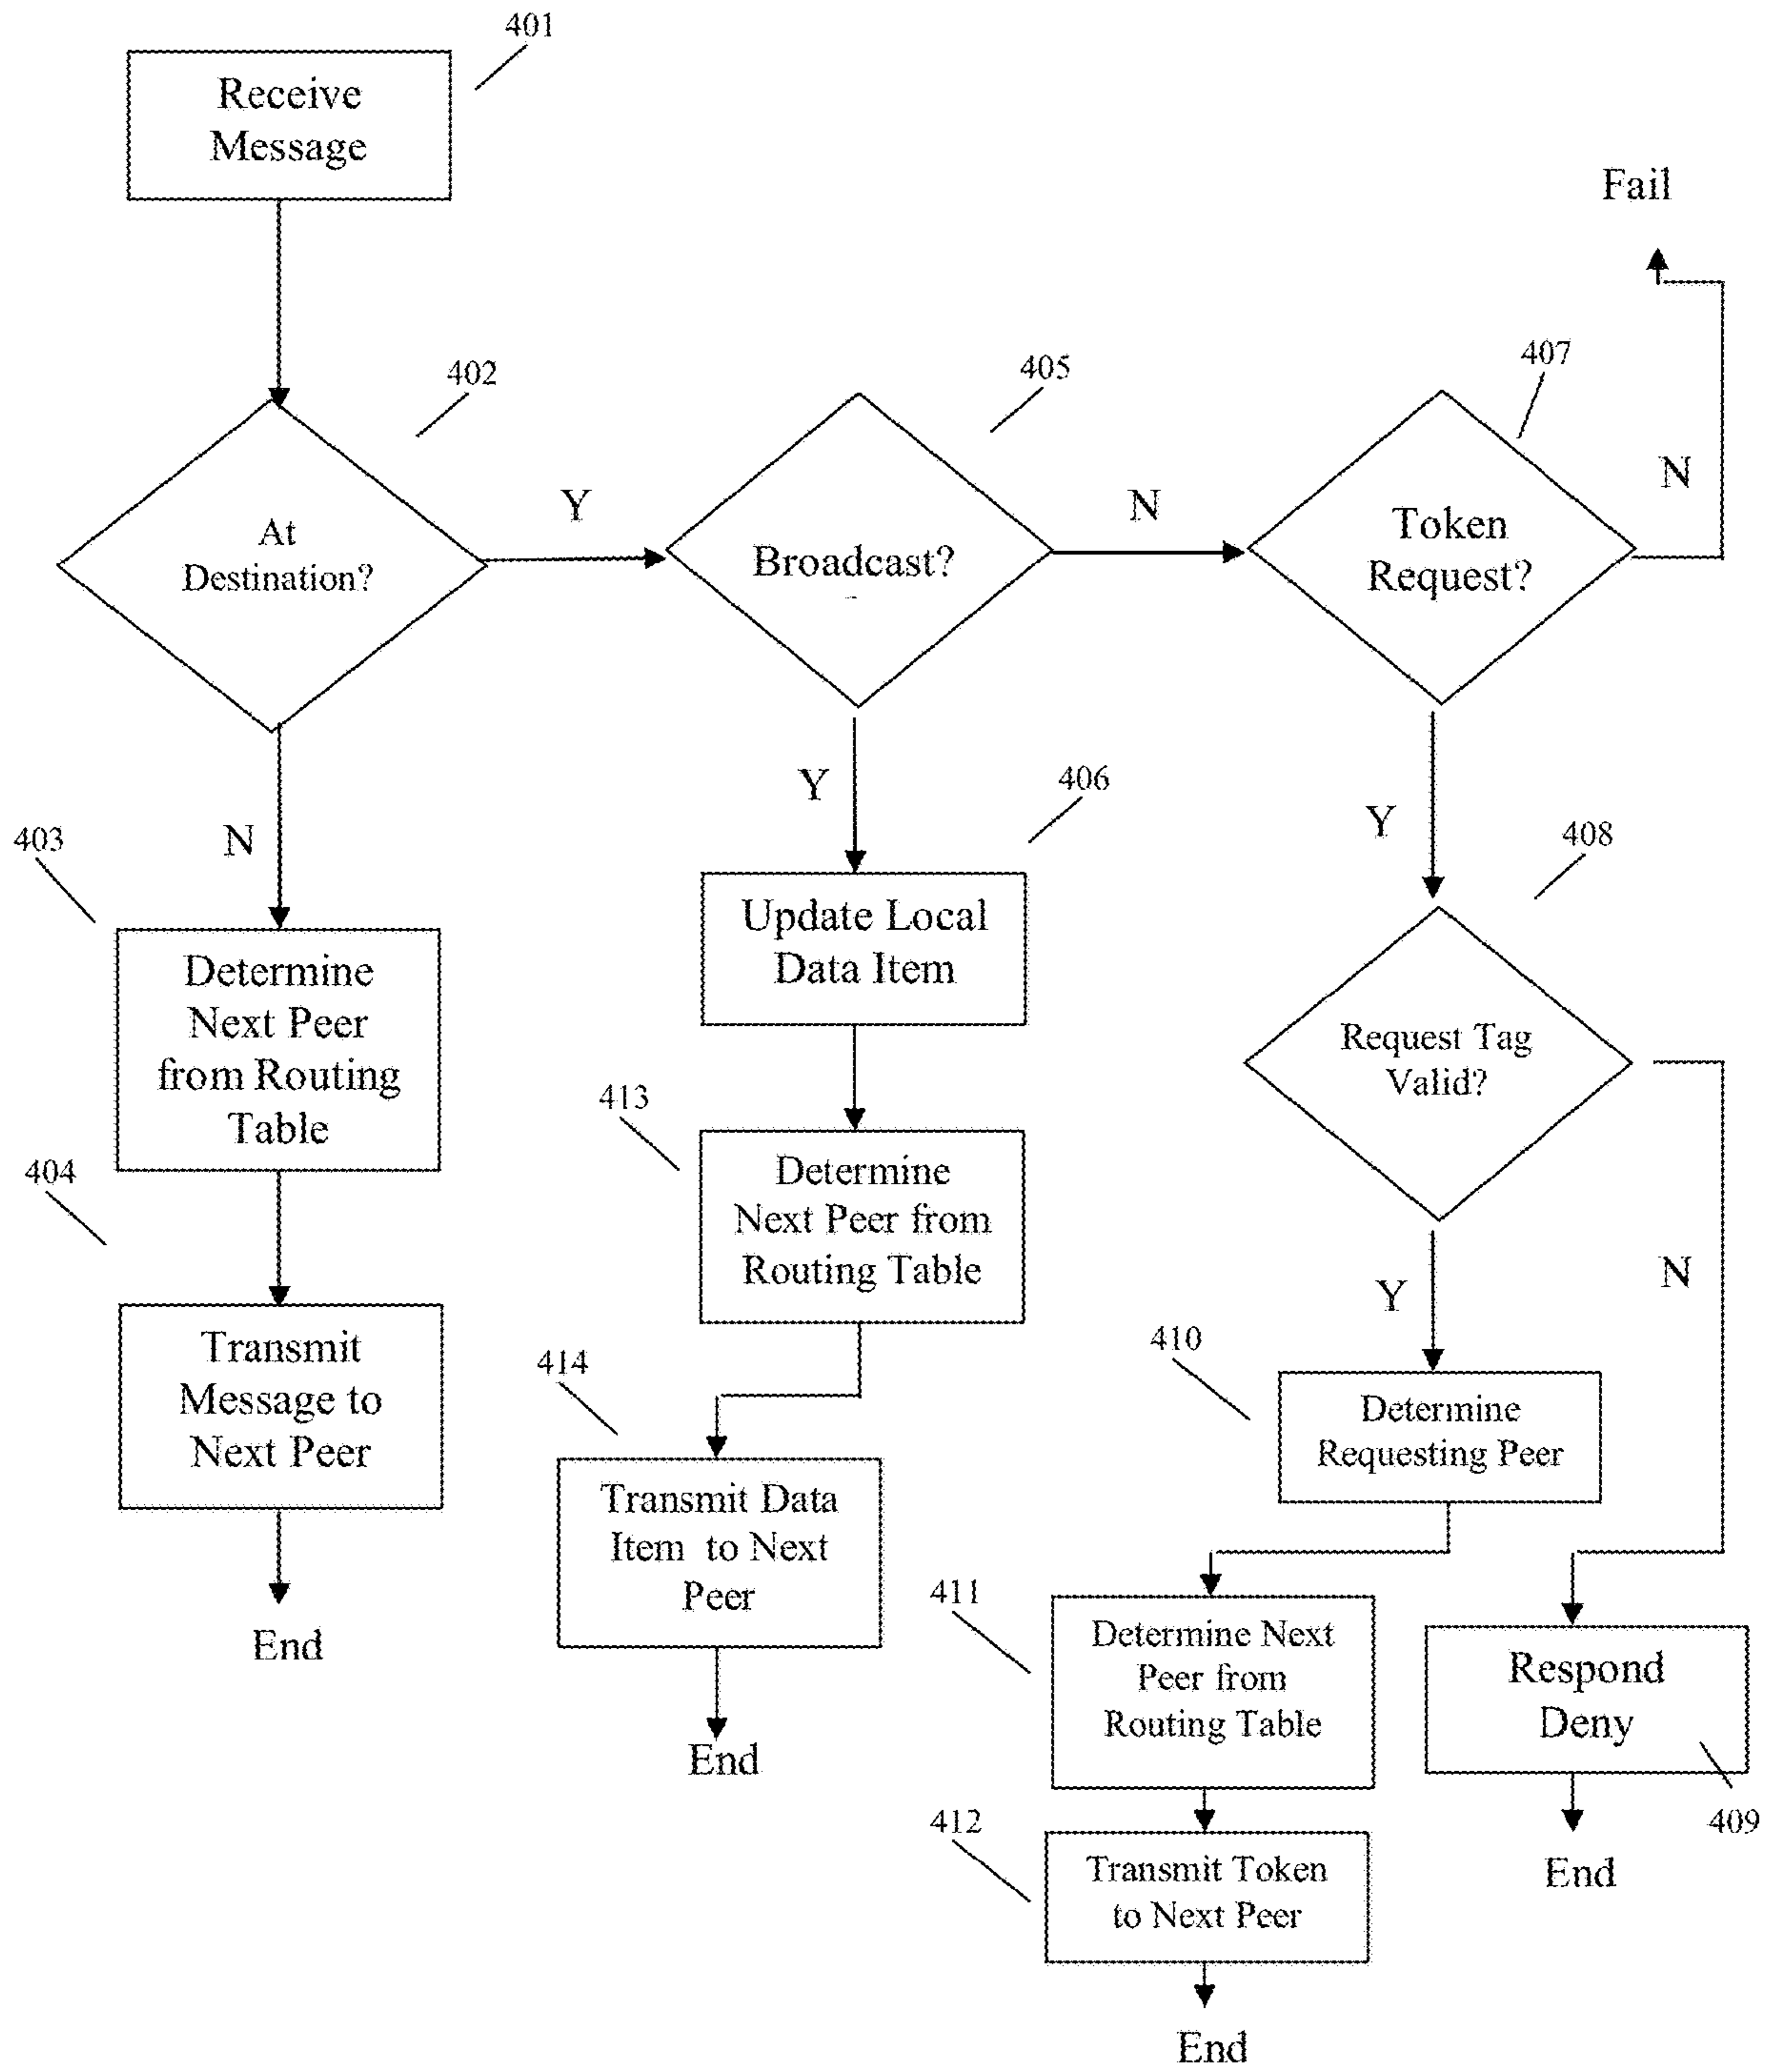 401
Receive
Message
Fail
402
405
407
At
Destination?
Y
Broadcast?
N
Token
Request?
N
403
N
Y
406
Y
408
Determine
Next Peer
from Routing
Table
Update Local
Data Item
Request Tag
Valid?
404
413
Determine
Next Peer from
Routing Table
Y
N
Transmit
Message to
Next Peer
414
410
Determine
Requesting Peer
Transmit Data
Item to Next
Peer
End
411
Determine Next
Peer from
Routing Table
Respond
Deny
End
409
412
Transmit Token
to Next Peer
End
End